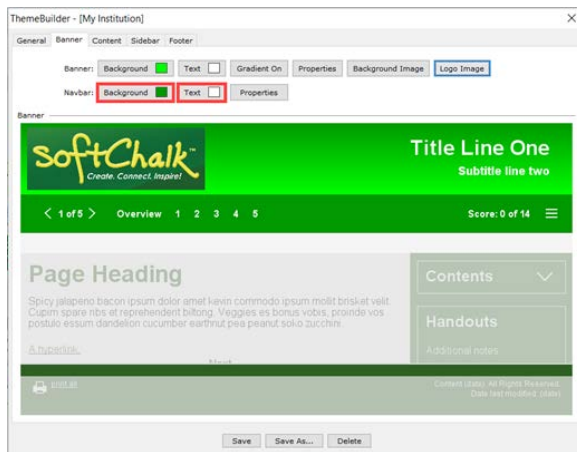 ThemeBuilder - [My Institution]
General Banner Content Sidebar Footer
Banner: Background Text Gradient On Properties Background Image Logo Image
Navbar: Background Text Properties
Banner
SoftChalk™
Create. Connect. Inspire!
Title Line One
Subtitle line two
< 1 of 5 > Overview 1 2 3 4 5
Score: 0 of 14
Page Heading
Spicy jalapeno bacon ipsum dolor amet kevin commodo ipsum mollit brisket velit.
Cupim spare ribs et reprehenderit biltong. Veggies es bonus vobis, proinde vos
postulo essum dandelion cucumber earthnut pea peanut soko zucchini.
A hyperlink.
Next
Contents
Handouts
Additional notes
print all
Content {date}. All Rights Reserved.
Date last modified: {date}
Save Save As... Delete